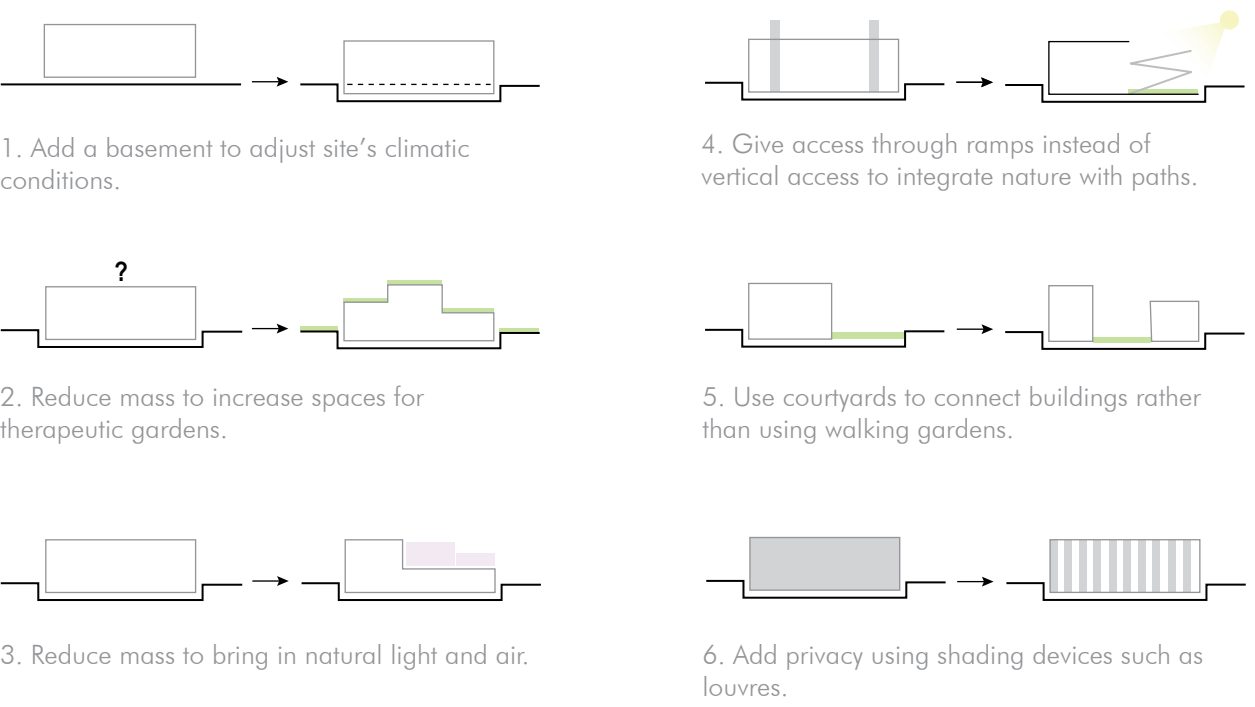 1. Add a basement to adjust site's climatic
conditions.
?
2. Reduce mass to increase spaces for
therapeutic gardens.
3. Reduce mass to bring in natural light and air.
4. Give access through ramps instead of
vertical access to integrate nature with paths.
5. Use courtyards to connect buildings rather
than using walking gardens.
6. Add privacy using shading devices such as
louvres.